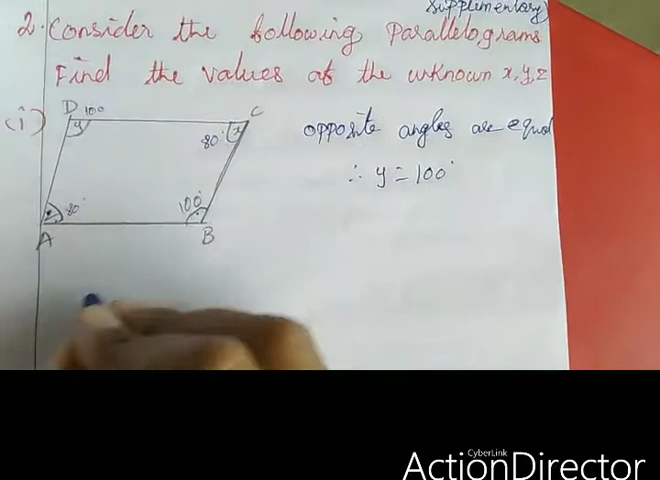 Supplementary)
2. Consider the following Parallelograms
Find the values of the unknown x, y, z
(i) D 100 C
y 80° x opposite angles are equal
∴ y = 100°
80° 100°
A B
CyberLink
ActionDirector